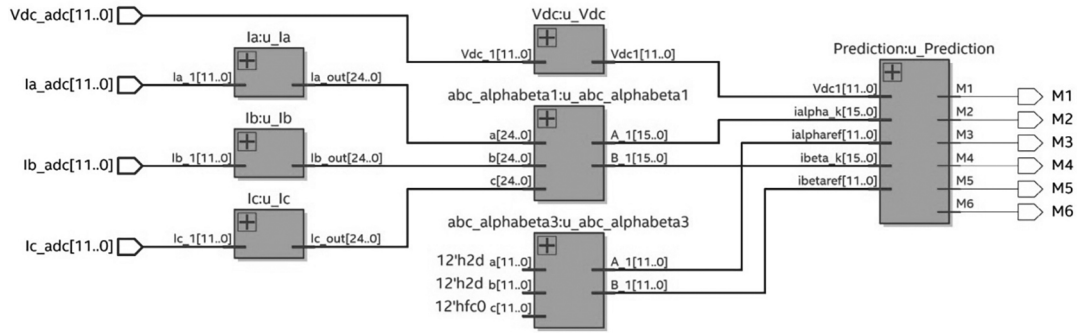 Vdc_adc[11..0]
Vdc:u_Vdc
Vdc_1[11..0]
Vdc1[11..0]
Ia:u_Ia
Ia_adc[11..0]
Ia_1[11..0]
Ia_out[24..0]
Prediction:u_Prediction
Vdc1[11..0]
ialpha_k[15..0]
ialpharef[11..0]
ibeta_k[15..0]
ibetaref[11..0]
M1
M2
M3
M4
M5
M6
M1
M2
M3
M4
M5
M6
abc_alphabeta1:u_abc_alphabeta1
a[24..0]
b[24..0]
c[24..0]
A_1[15..0]
B_1[15..0]
Ib:u_Ib
Ib_adc[11..0]
Ib_1[11..0]
Ib_out[24..0]
Ic:u_Ic
Ic_adc[11..0]
Ic_1[11..0]
Ic_out[24..0]
abc_alphabeta3:u_abc_alphabeta3
12'h2d a[11..0]
12'h2d b[11..0]
12'hfc0 c[11..0]
A_1[11..0]
B_1[11..0]